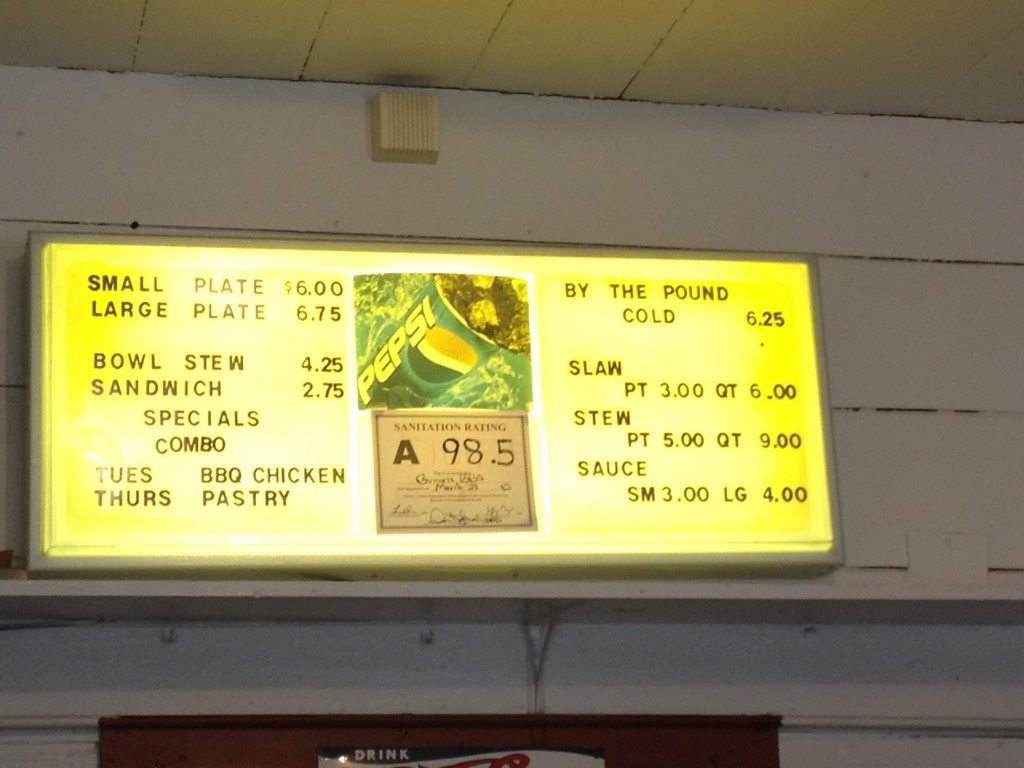 SMALL PLATE $6.00
LARGE PLATE 6.75
BOWL STEW 4.25
SANDWICH 2.75
SPECIALS
COMBO
TUES BBQ CHICKEN
THURS PASTRY
PEPSI
SANITATION RATING
A 98.5
BY THE POUND
COLD 6.25
SLAW
PT 3.00 QT 6.00
STEW
PT 5.00 QT 9.00
SAUCE
SM 3.00 LG 4.00
DRINK